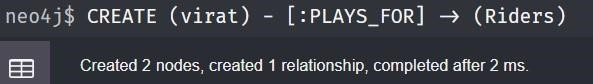 neo4j$ CREATE (virat) - [:PLAYS_FOR] -> (Riders)
Created 2 nodes, created 1 relationship, completed after 2 ms.